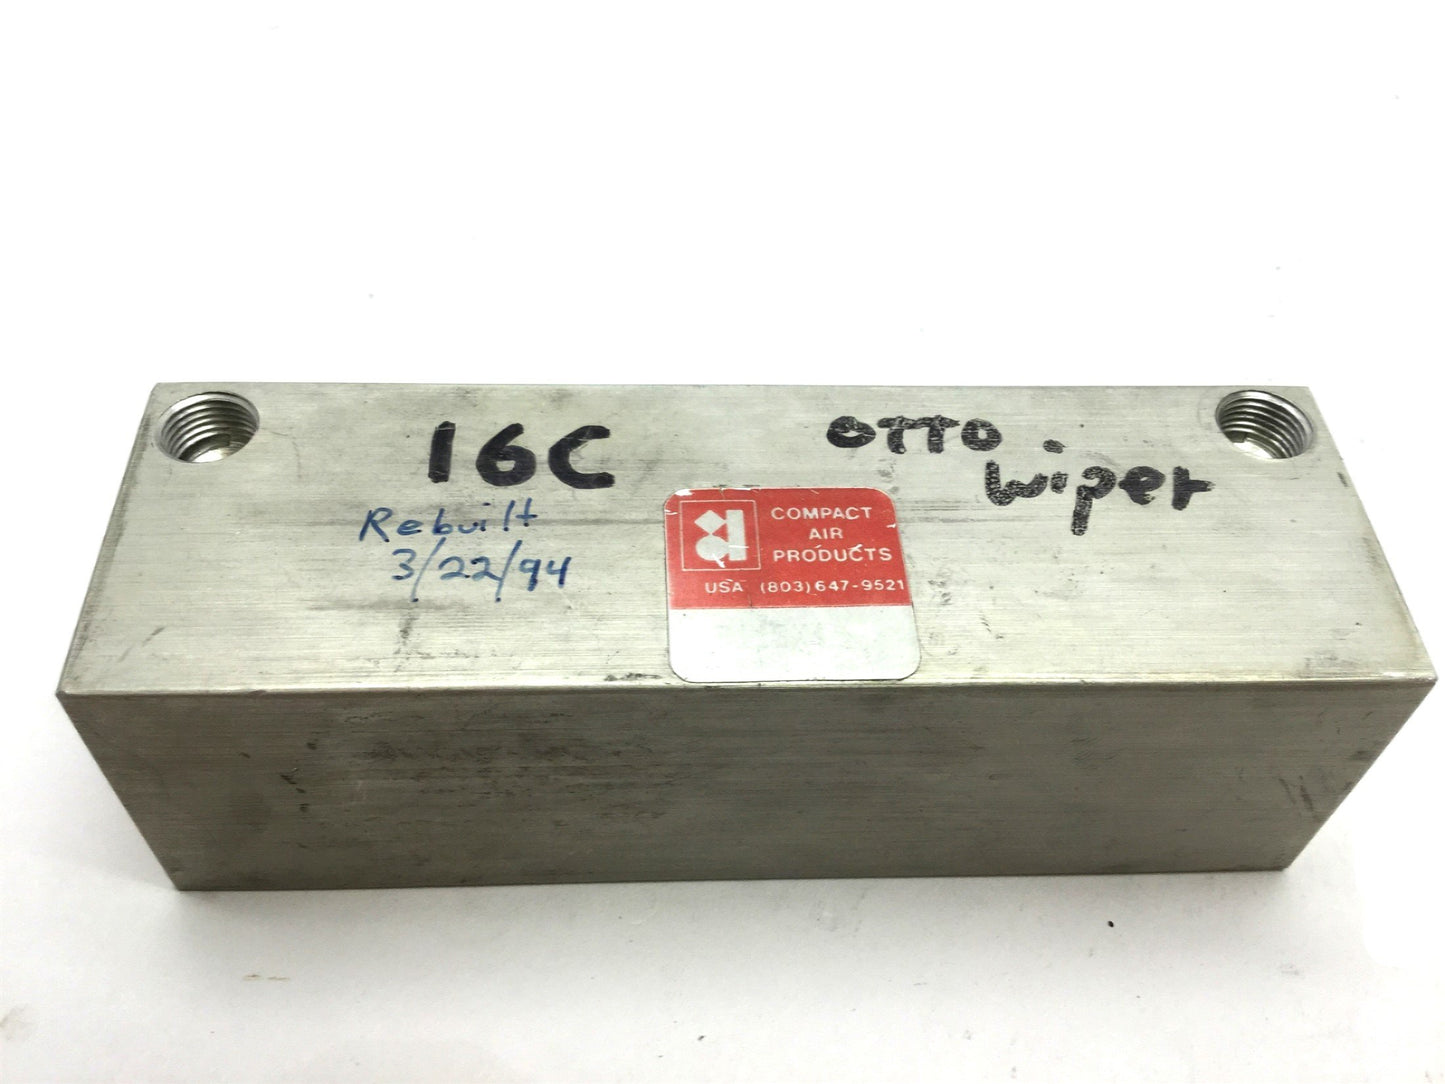 16C
Rebuilt
3/22/94
OTTO
wiper
COMPACT
AIR
PRODUCTS
USA (803)647-9521